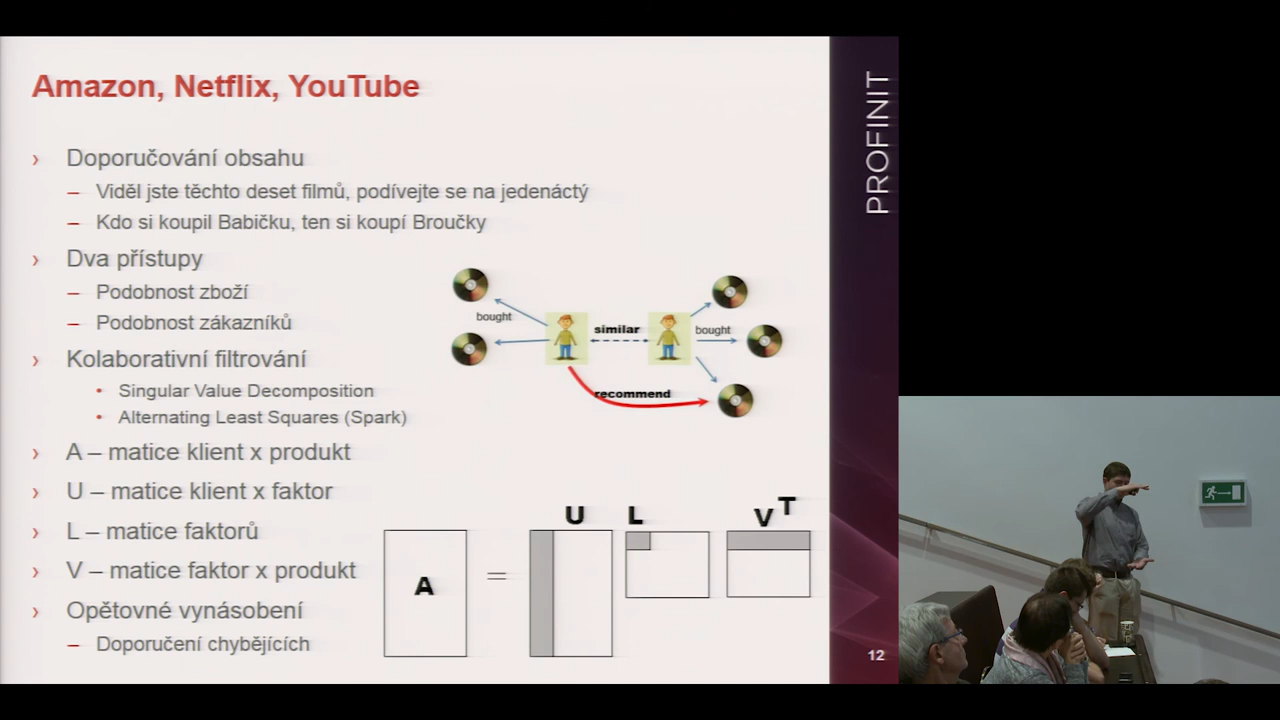 Amazon, Netflix, YouTube
› Doporučování obsahu
– Viděl jste těchto deset filmů, podívejte se na jedenáctý
– Kdo si koupil Babičku, ten si koupí Broučky
› Dva přístupy
– Podobnost zboží
– Podobnost zákazníků
› Kolaborativní filtrování
• Singular Value Decomposition
• Alternating Least Squares (Spark)
› A – matice klient x produkt
› U – matice klient x faktor
› L – matice faktorů
› V – matice faktor x produkt
› Opětovné vynásobení
– Doporučení chybějících
bought
similar
bought
recommend
A
=
U
L
V T
PROFINIT
12